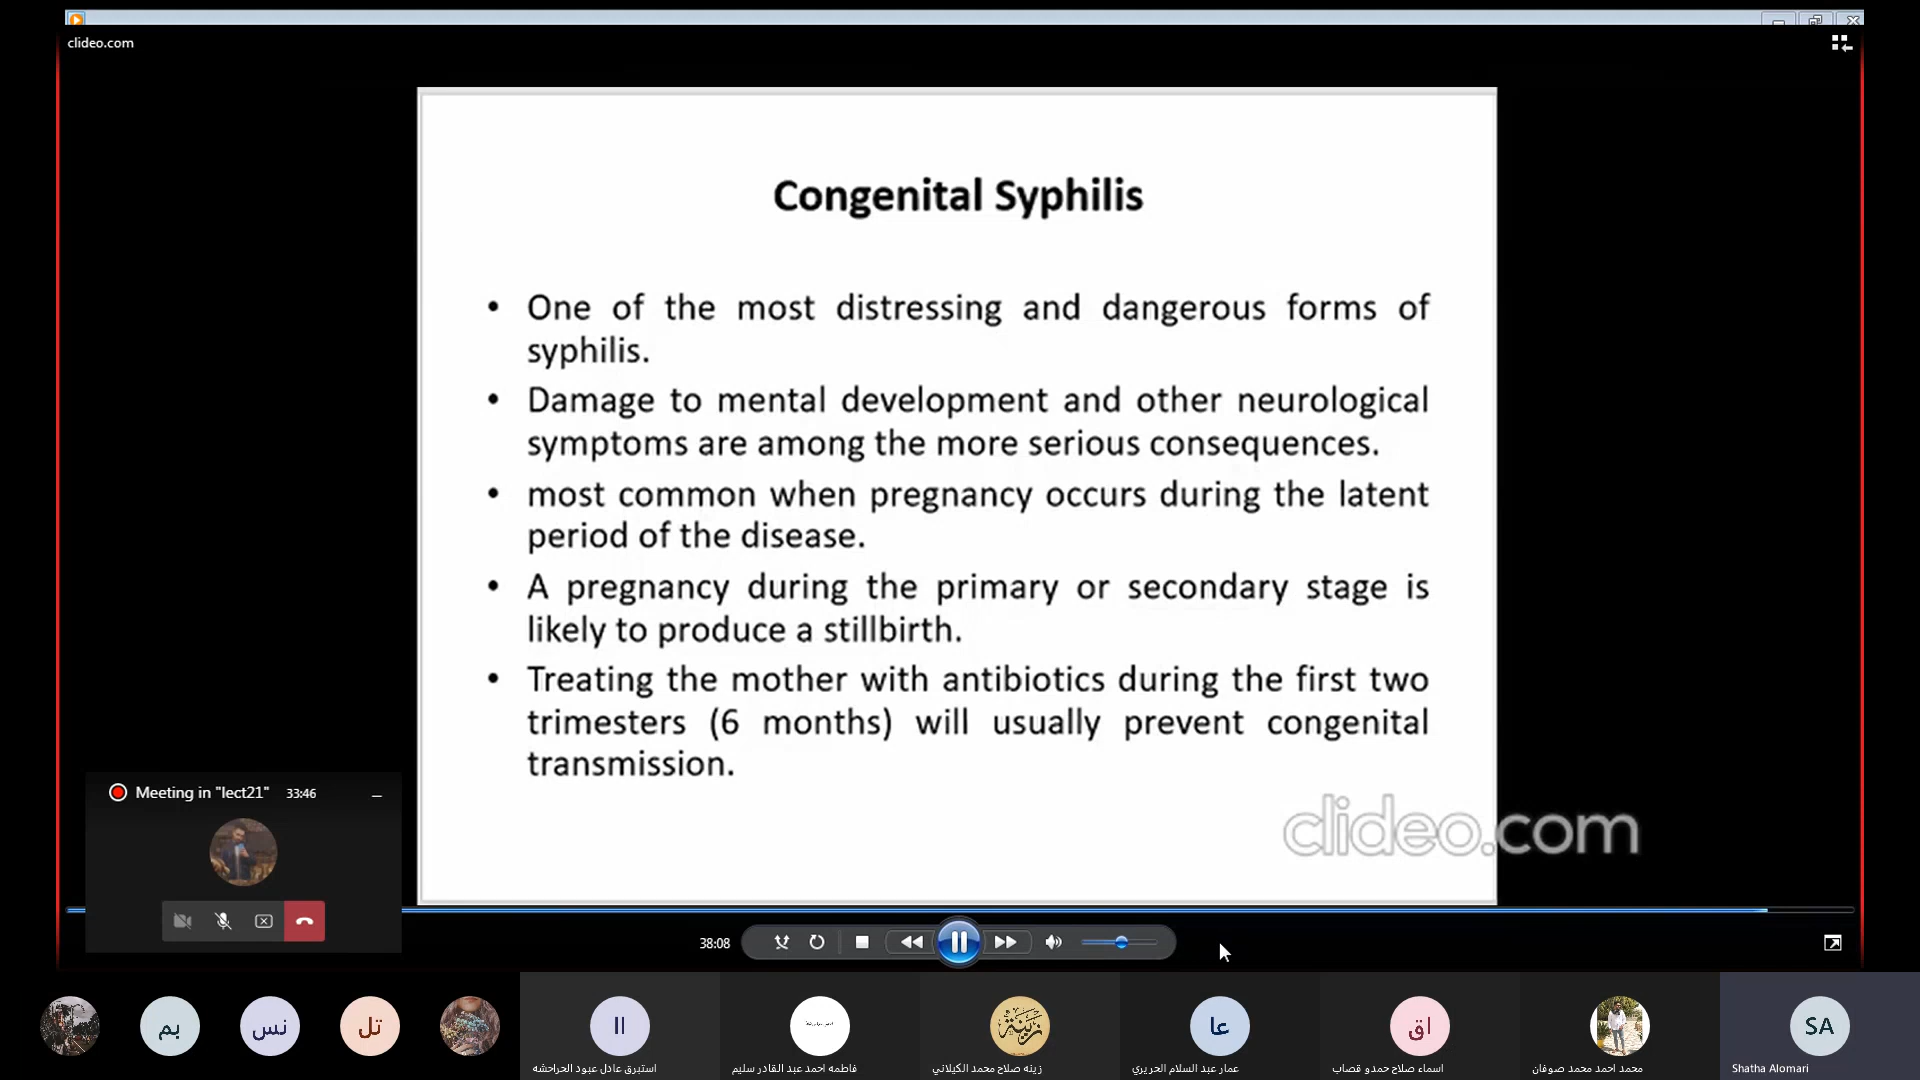 clideo.com
Congenital Syphilis
• One of the most distressing and dangerous forms of
syphilis.
• Damage to mental development and other neurological
symptoms are among the more serious consequences.
• most common when pregnancy occurs during the latent
period of the disease.
• A pregnancy during the primary or secondary stage is
likely to produce a stillbirth.
• Treating the mother with antibiotics during the first two
trimesters (6 months) will usually prevent congenital
transmission.
clideo.com
Meeting in "lect21" 33:46
38:08
بم
نس
تل
اا
زينة
عا
اق
SA
استبرق عادل عبود الحراحشه
فاطمه احمد عبد القادر سليم
زينه صلاح محمد الكيلاني
عمار عبد السلام الحريري
اسماء صلاح حمدو قصاب
محمد احمد محمد صوفان
Shatha Alomari